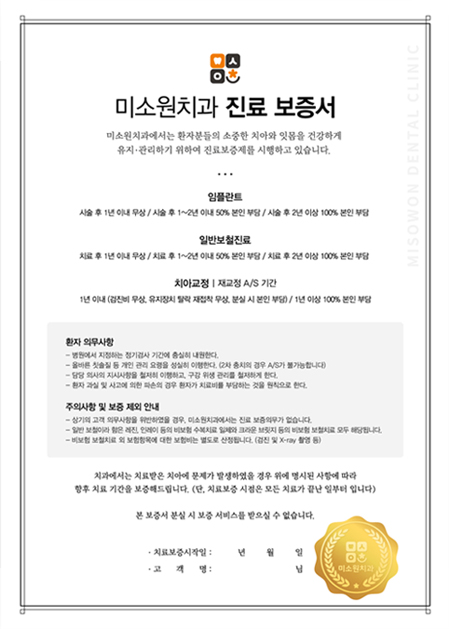 미소원치과 진료 보증서
미소원치과에서는 환자분들의 소중한 치아와 잇몸을 건강하게
유지·관리하기 위하여 진료보증제를 시행하고 있습니다.
MISOWON DENTAL CLINIC
임플란트
시술 후 1년 이내 무상 / 시술 후 1~2년 이내 50% 본인 부담 / 시술 후 2년 이상 100% 본인 부담
일반보철진료
치료 후 1년 이내 무상 / 치료 후 1~2년 이내 50% 본인 부담 / 치료 후 2년 이상 100% 본인 부담
치아교정 | 재교정 A/S 기간
1년 이내 (검진비 무상, 유지장치 탈락 재접착 무상, 분실 시 본인 부담) / 1년 이상 100% 본인 부담
환자 의무사항
- 병원에서 지정하는 정기검사 기간에 충실히 내원한다.
- 올바른 칫솔질 등 개인 관리 요령을 성실히 이행한다. (2차 충치의 경우 A/S가 불가능합니다)
- 담당 의사의 지시사항을 철저히 이행하고, 구강 위생 관리를 철저하게 한다.
- 환자 과실 및 사고에 의한 파손의 경우 환자가 치료비를 부담하는 것을 원칙으로 한다.
주의사항 및 보증 제외 안내
- 상기의 고객 의무사항을 위반하였을 경우, 미소원치과에서는 진료 보증의무가 없습니다.
- 일반 보철이라 함은 레진, 인레이 등의 비보험 수복치료 일체와 크라운 브릿지 등의 비보험 보철치료 모두 해당됩니다.
- 비보험 보철치료 외 보험항목에 대한 보험비는 별도로 산정됩니다. (검진 및 X-ray 촬영 등)
치과에서는 치료받은 치아에 문제가 발생하였을 경우 위에 명시된 사항에 따라
향후 치료 기간을 보증해드립니다. (단, 치료보증 시점은 모든 치료가 끝난 일부터 입니다)
본 보증서 분실 시 보증 서비스를 받으실 수 없습니다.
· 치료보증시작일 : 년 월 일
· 고 객 명 : 님
미소원치과